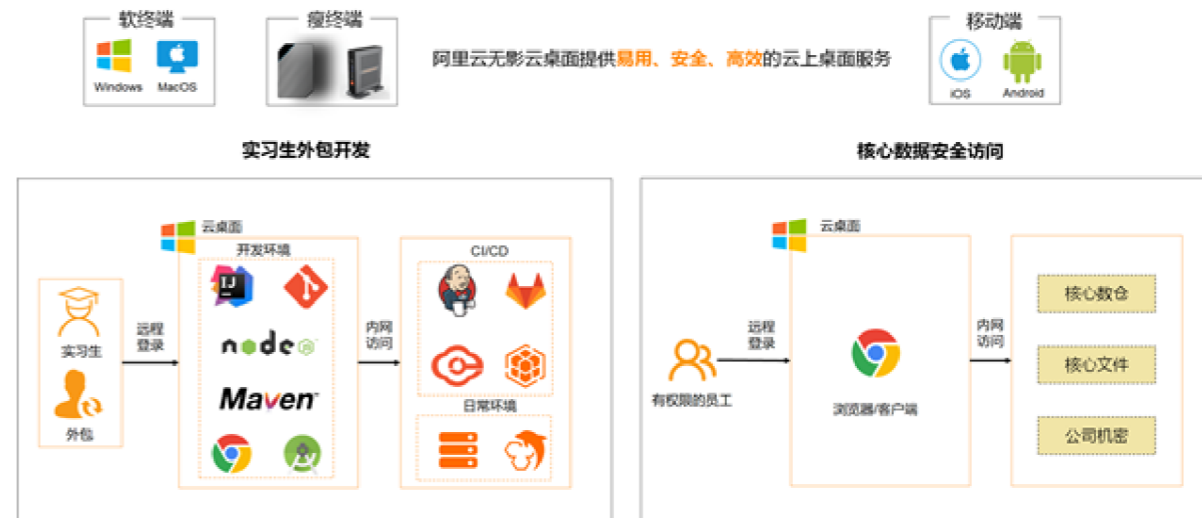 软终端
瘦终端
移动端
Windows
MacOS
阿里云无影云桌面提供易用、安全、高效的云上桌面服务
iOS
Android
实习生外包开发
核心数据安全访问
云桌面
开发环境
IJ
node
JS
Maven
CI/CD
实习生
外包
远程
登录
内网
访问
日常环境
云桌面
有权限的员工
远程
登录
浏览器/客户端
内网
访问
核心数仓
核心文件
公司机密